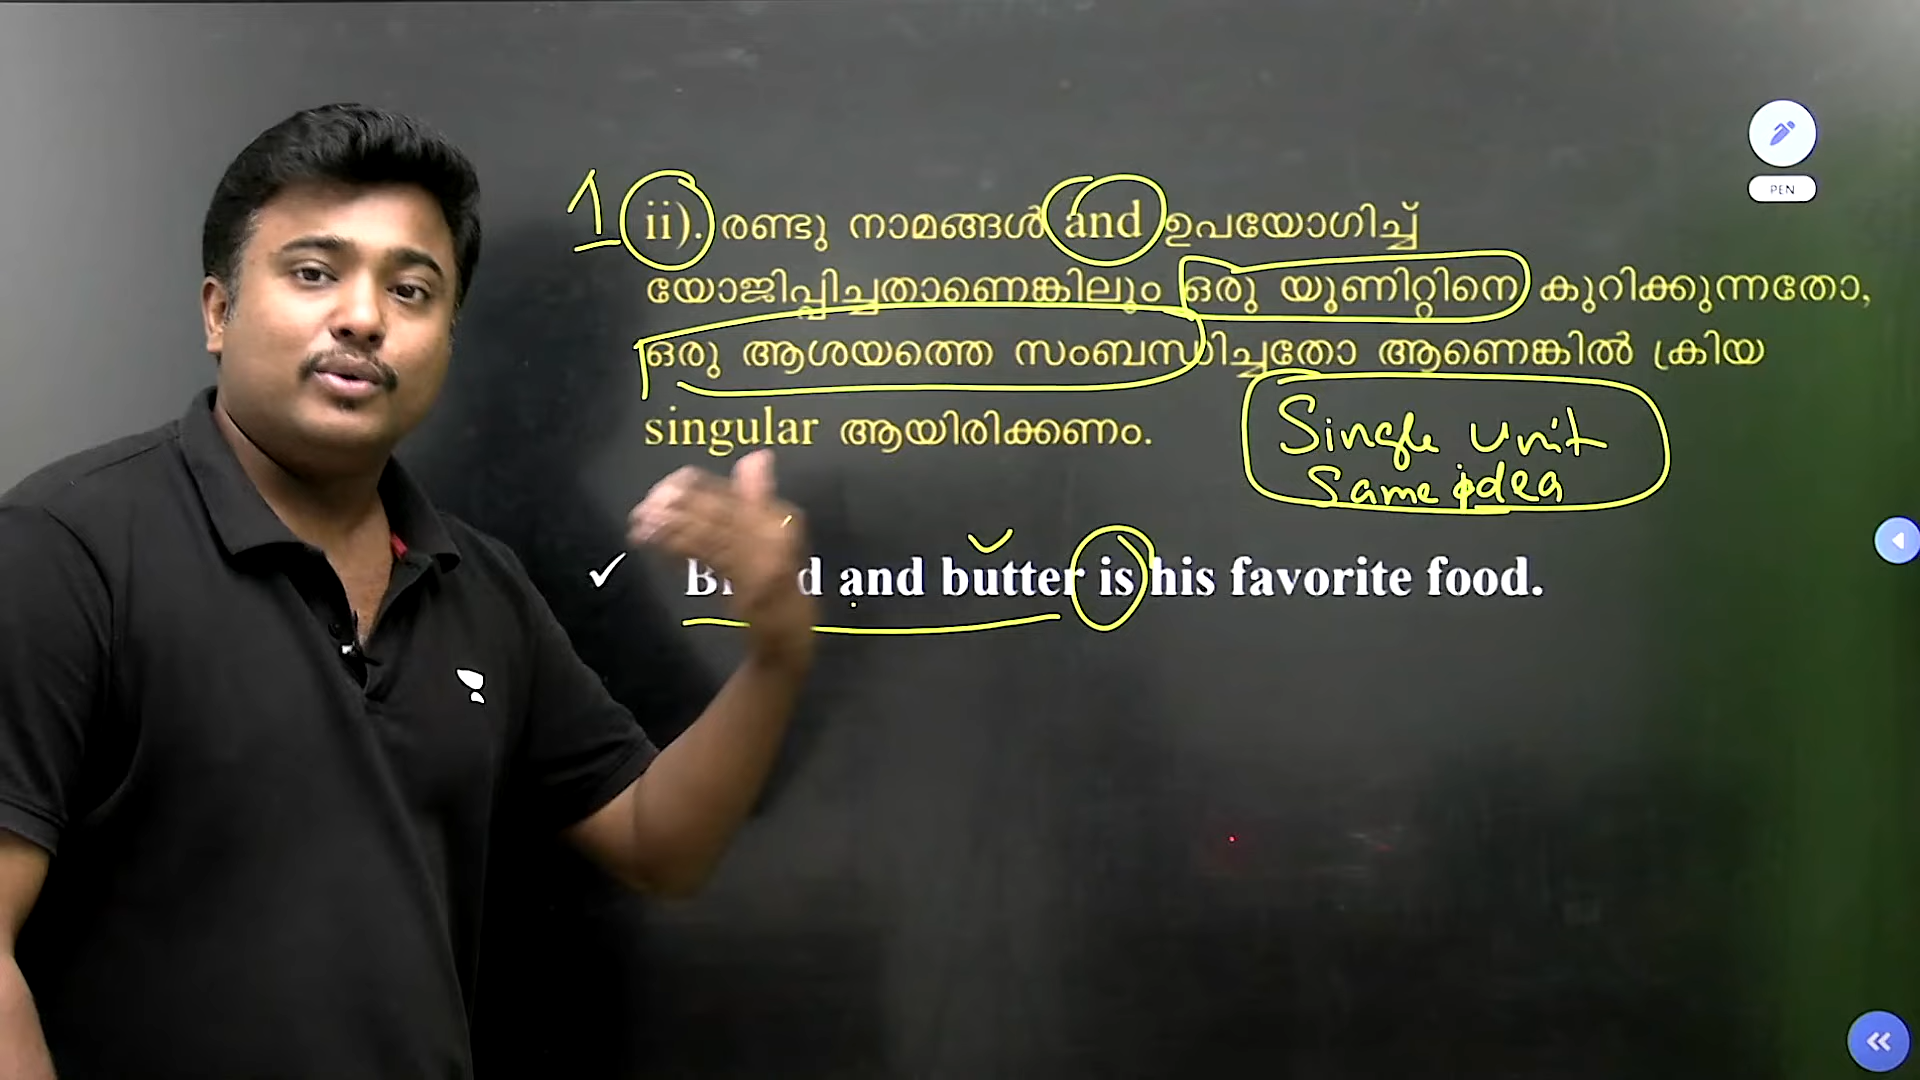 1 ii). രണ്ടു നാമങ്ങൾ and ഉപയോഗിച്ച്
യോജിപ്പിച്ചതാണെങ്കിലും ഒരു യൂണിറ്റിനെ കുറിക്കുന്നതോ,
ഒരു ആശയത്തെ സംബന്ധിച്ചതോ ആണെങ്കിൽ ക്രിയ
singular ആയിരിക്കണം.
Single unit
Same idea
and butter is his favorite food.
PEN